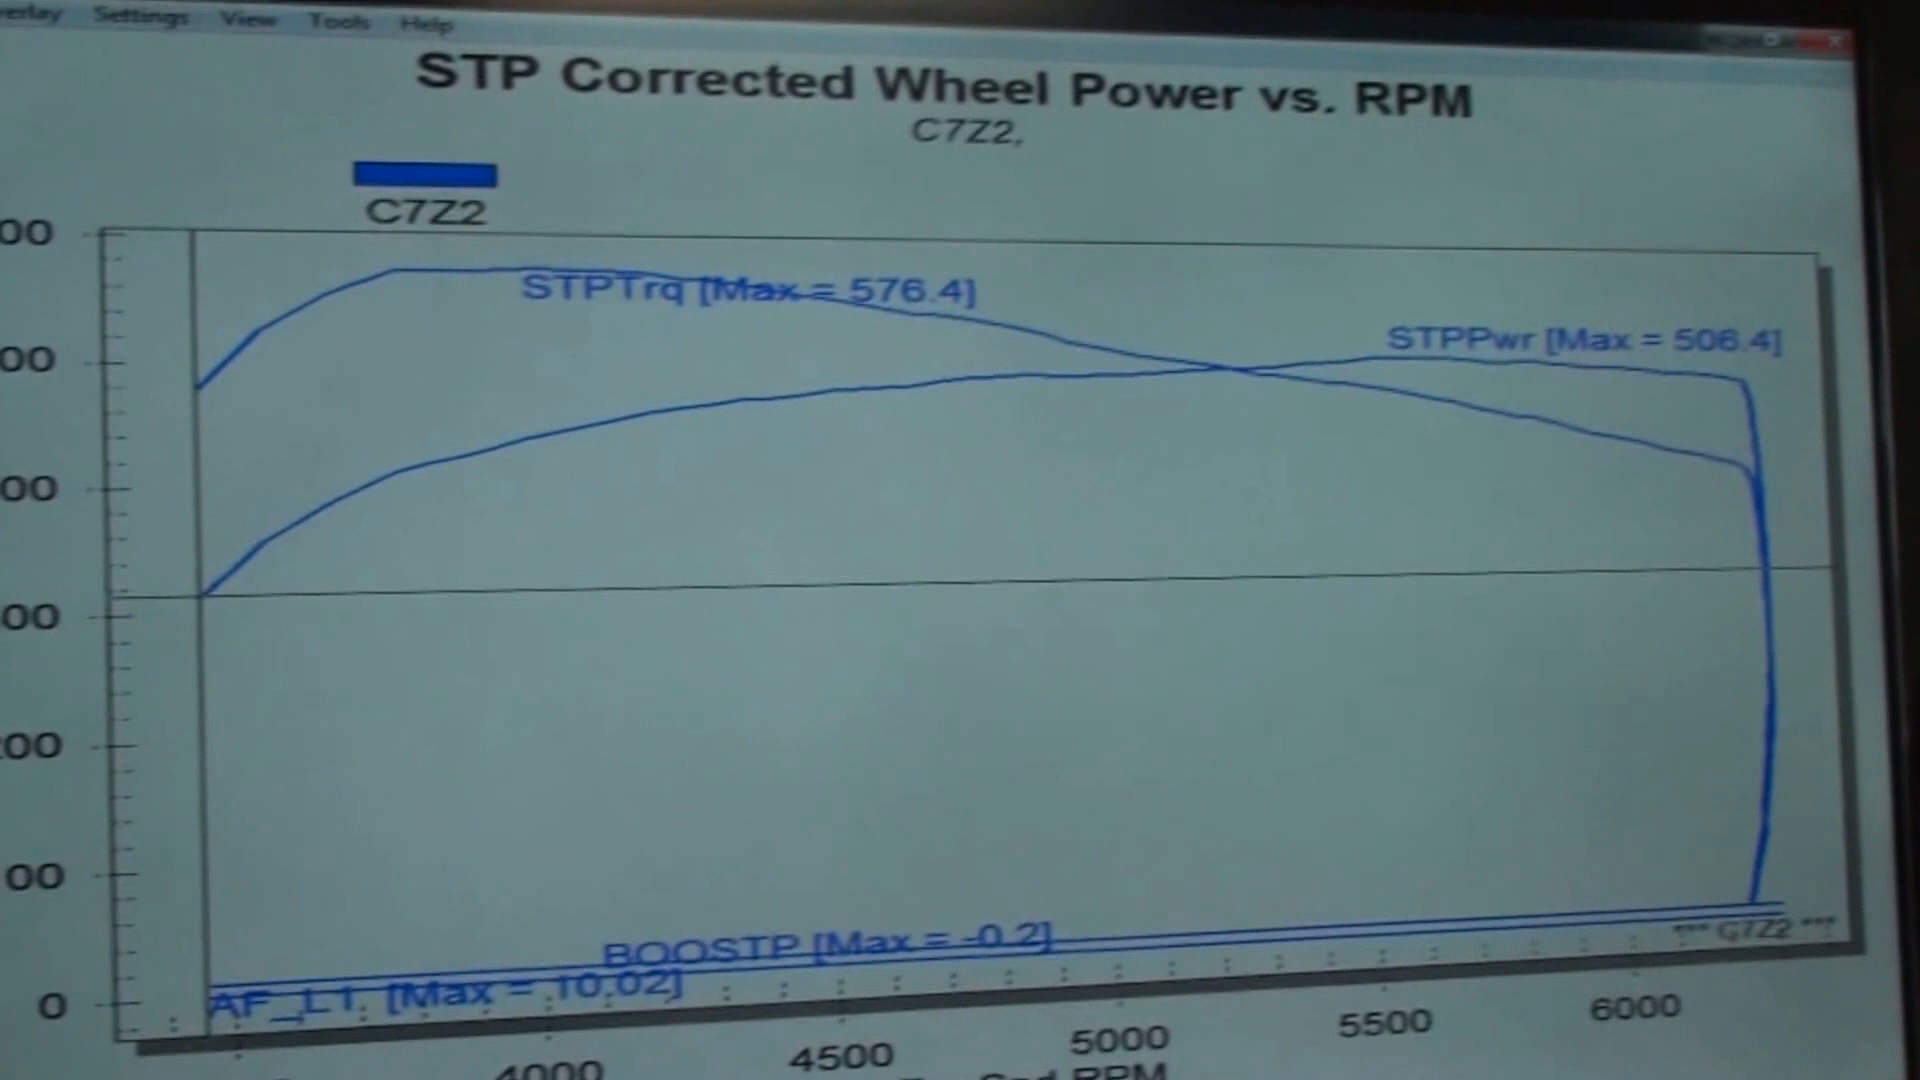 Settings View Tools Help
STP Corrected Wheel Power vs. RPM
C7Z2,
C7Z2
00
STPTrq [Max = 576.4]
STPPwr [Max = 506.4]
00
00
00
00
00
BOOSTP [Max = -0.2]
*** C7Z2 ***
AF_L1, [Max = 10.02]
0
4000 4500 5000 5500 6000
RPM